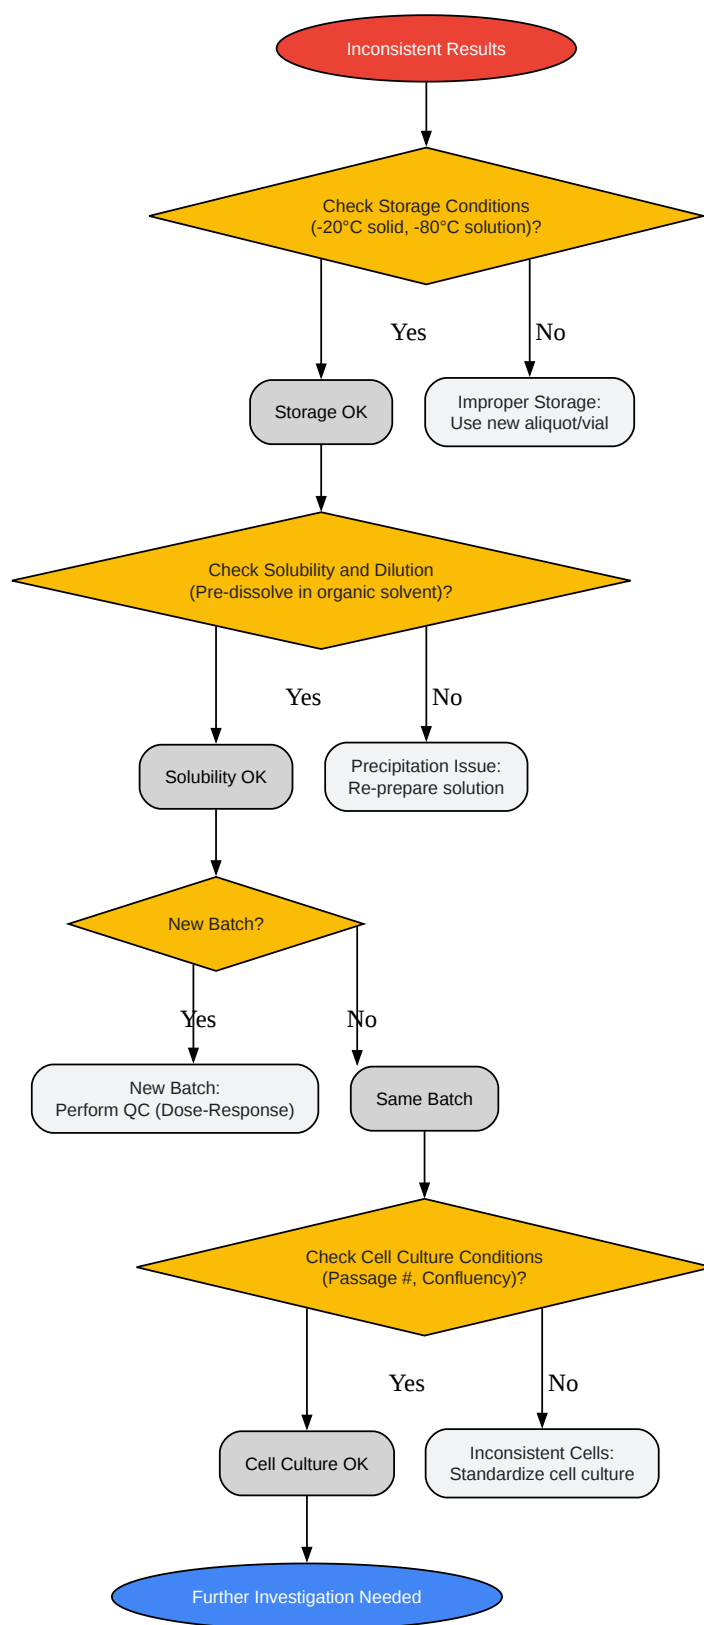 Inconsistent Results
Check Storage Conditions
(-20°C solid, -80°C solution)?
Yes
No
Storage OK
Improper Storage:
Use new aliquot/vial
Check Solubility and Dilution
(Pre-dissolve in organic solvent)?
Yes
No
Solubility OK
Precipitation Issue:
Re-prepare solution
New Batch?
Yes
No
New Batch:
Perform QC (Dose-Response)
Same Batch
Check Cell Culture Conditions
(Passage #, Confluency)?
Yes
No
Cell Culture OK
Inconsistent Cells:
Standardize cell culture
Further Investigation Needed